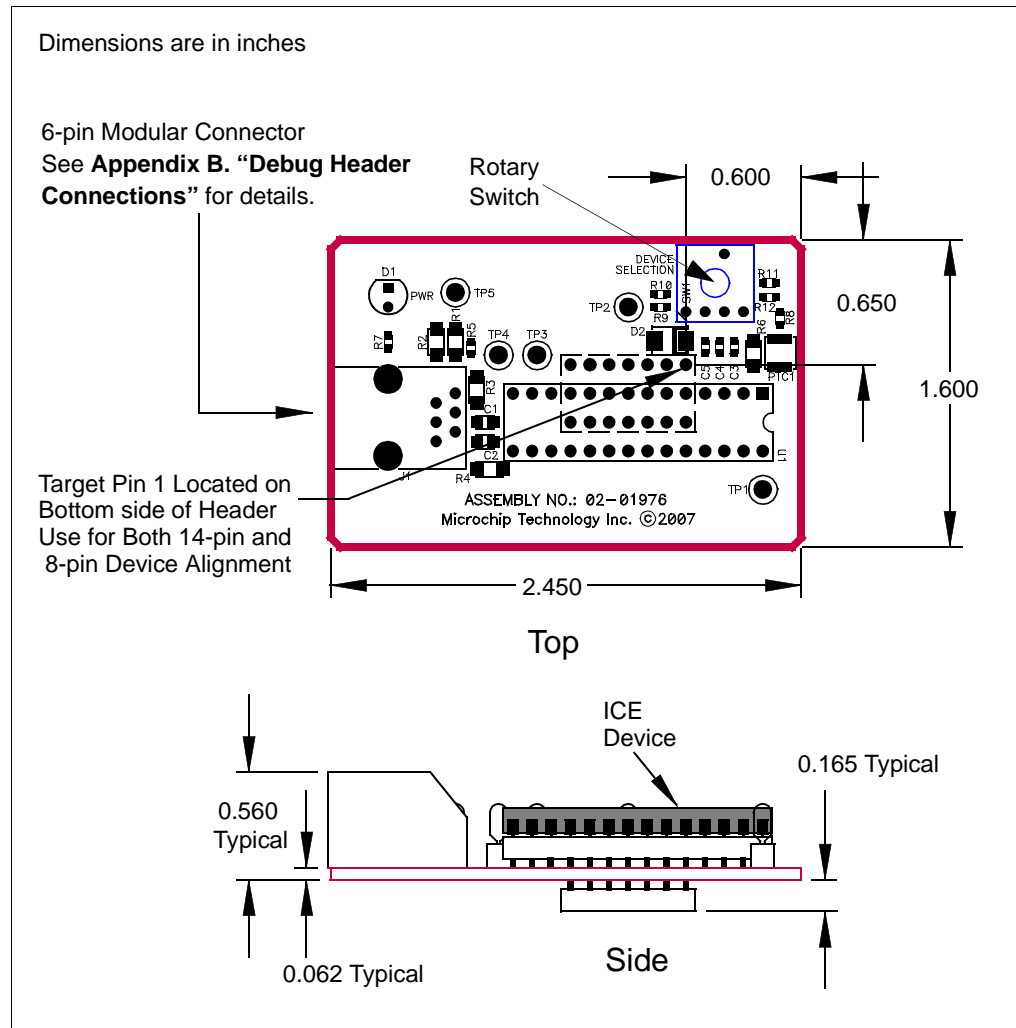 Dimensions are in inches
6-pin Modular Connector
See Appendix B. “Debug Header
Connections” for details.
Rotary
Switch
0.600
0.650
1.600
DEVICE
SELECTION
D1
PWR
TP5
R7
R2
R1
R5
TP4
TP3
TP2
R10
R9
D2
SW1
R11
R12
R8
R6
C5
C4
C3
PTC1
R3
C1
C2
R4
J1
U1
TP1
ASSEMBLY NO.: 02-01976
Microchip Technology Inc. ©2007
Target Pin 1 Located on
Bottom side of Header
Use for Both 14-pin and
8-pin Device Alignment
2.450
Top
ICE
Device
0.165 Typical
0.560
Typical
0.062 Typical
Side